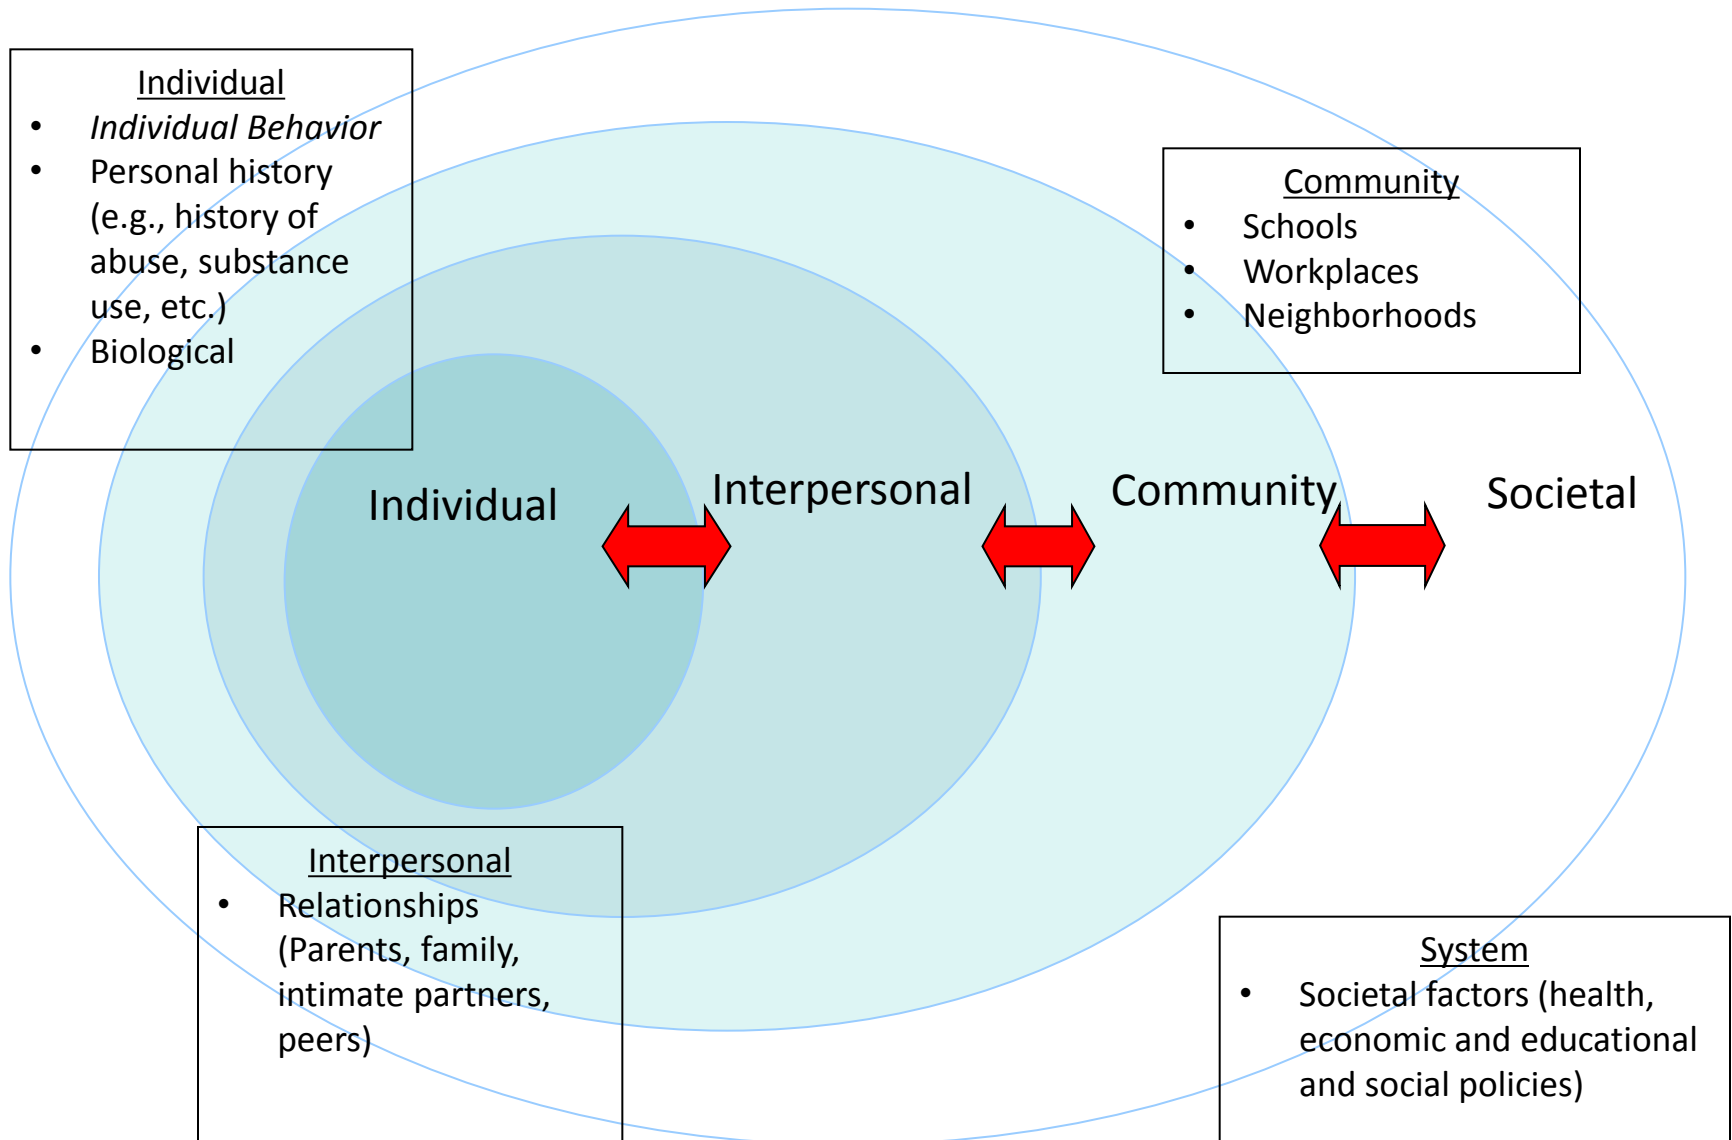 Individual
• Individual Behavior
• Personal history
(e.g., history of
abuse, substance
use, etc.)
• Biological
Community
• Schools
• Workplaces
• Neighborhoods
Individual
Interpersonal
Community
Societal
Interpersonal
• Relationships
(Parents, family,
intimate partners,
peers)
System
• Societal factors (health,
economic and educational
and social policies)